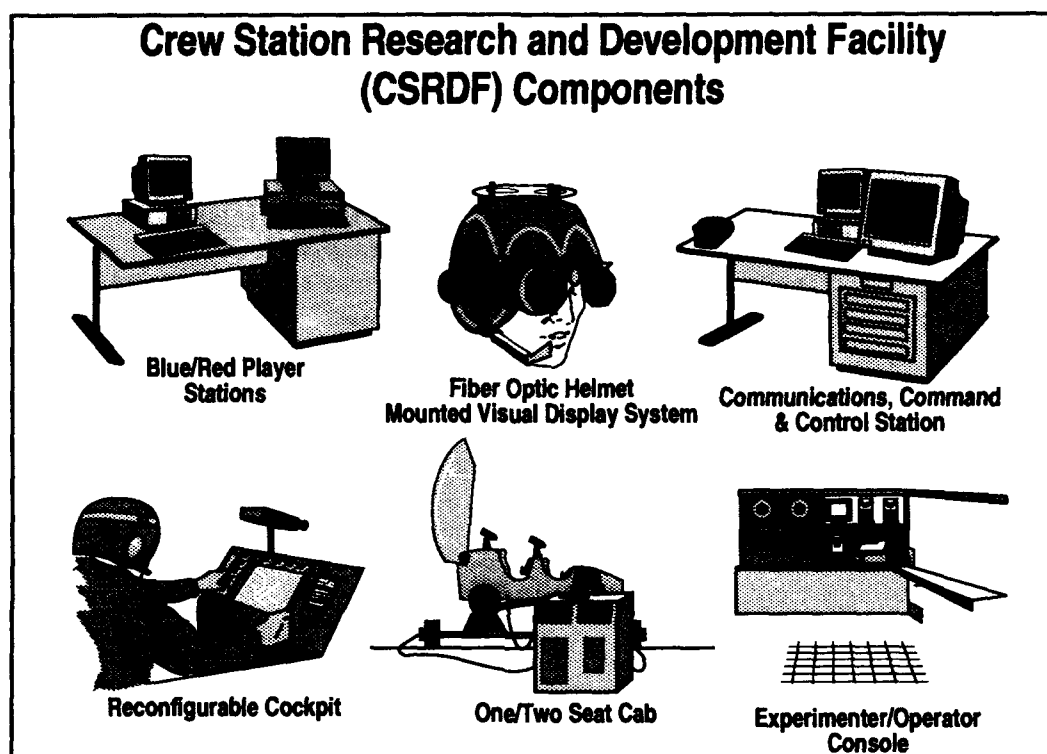 Crew Station Research and Development Facility
(CSRDF) Components
Blue/Red Player
Stations
Fiber Optic Helmet
Mounted Visual Display System
Communications, Command
& Control Station
Reconfigurable Cockpit
One/Two Seat Cab
Experimenter/Operator
Console